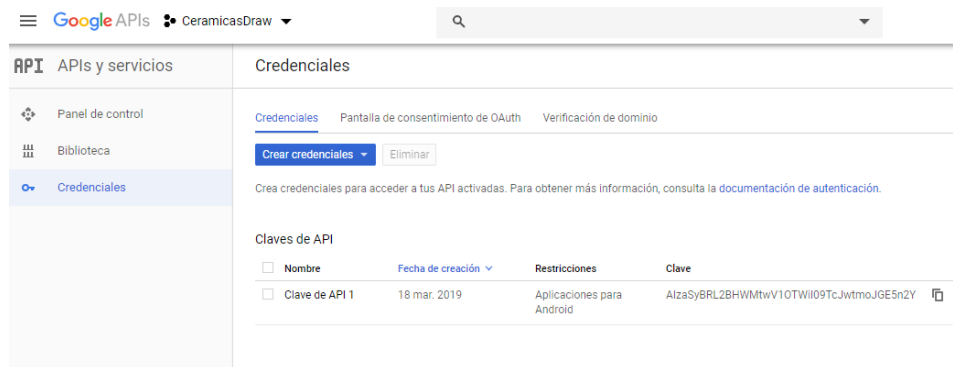 Google APIs CeramicasDraw
API APIs y servicios
Credenciales
Panel de control
Biblioteca
Credenciales
Credenciales Pantalla de consentimiento de OAuth Verificación de dominio
Crear credenciales Eliminar
Crea credenciales para acceder a tus API activadas. Para obtener más información, consulta la documentación de autenticación.
Claves de API
Nombre Fecha de creación Restricciones Clave
Clave de API 1 18 mar. 2019 Aplicaciones para
Android